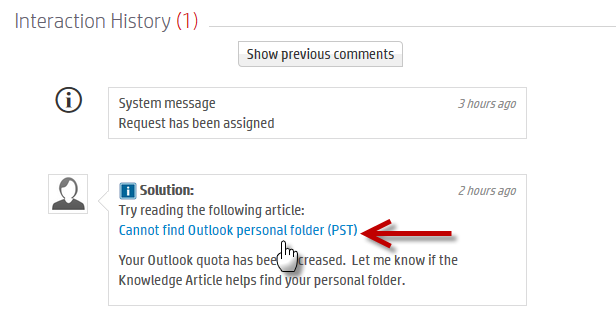 Interaction History (1)
Show previous comments
System message 3 hours ago
Request has been assigned
Solution: 2 hours ago
Try reading the following article:
Cannot find Outlook personal folder (PST)
Your Outlook quota has been creased. Let me know if the
Knowledge Article helps find your personal folder.